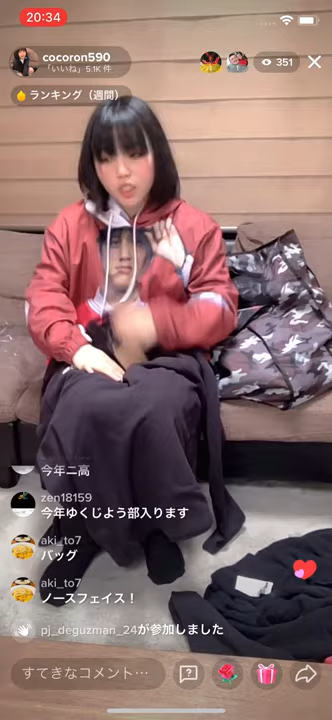 20:34
cocoron590
「いいね」5.1K 件
351
ランキング（週間）
今年二高
zen18159
今年ゆくじよう部入ります
aki_to7
バッグ
aki_to7
ノースフェイス！
pj_deguzman_24が参加しました
すてきなコメント…